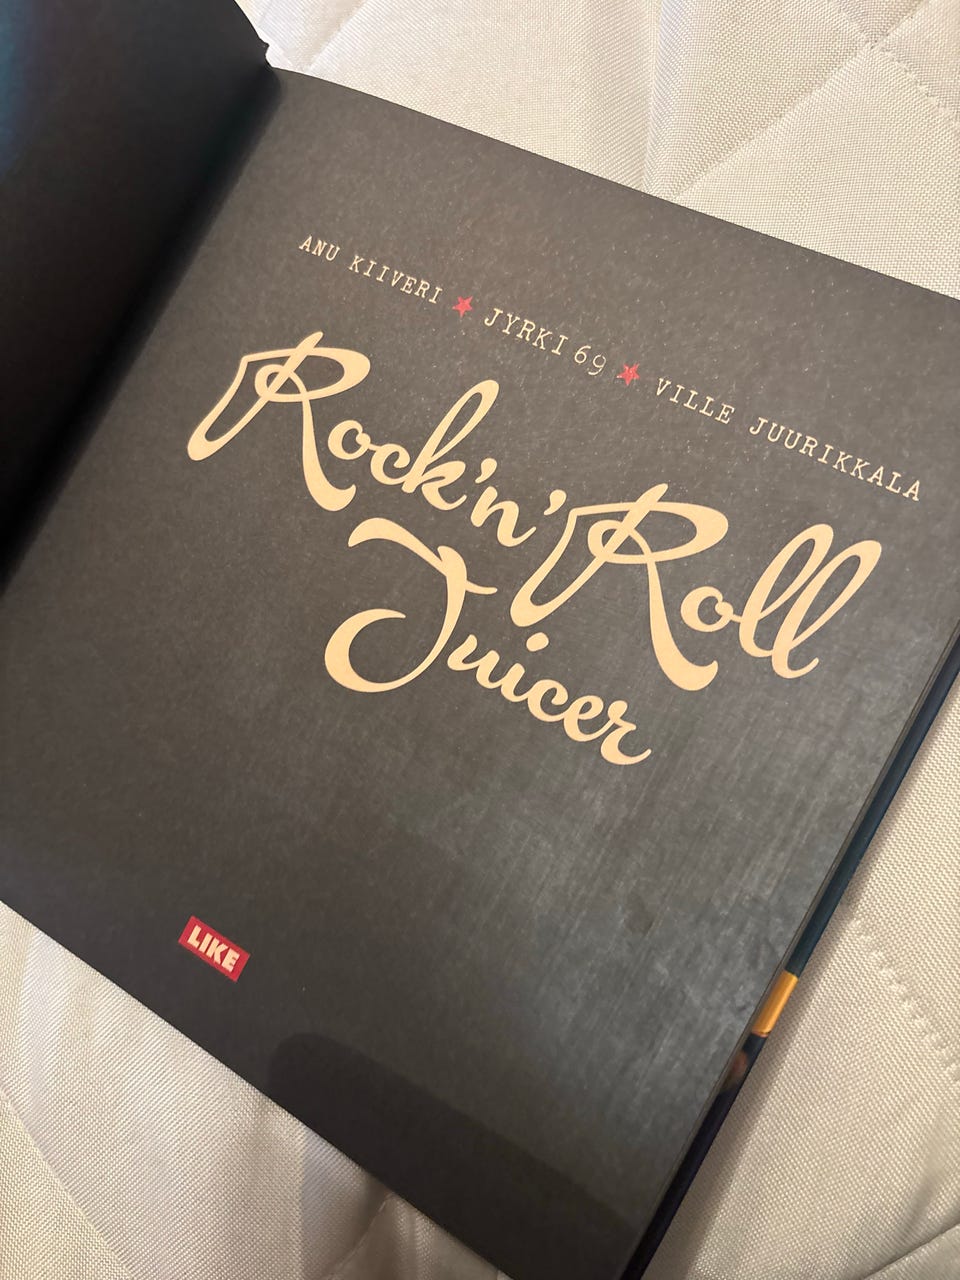 ANU KIIVERI ★ JYRKI 69 ★ VILLE JUURIKKALA
Rock'n'Roll
Juicer
LIKE